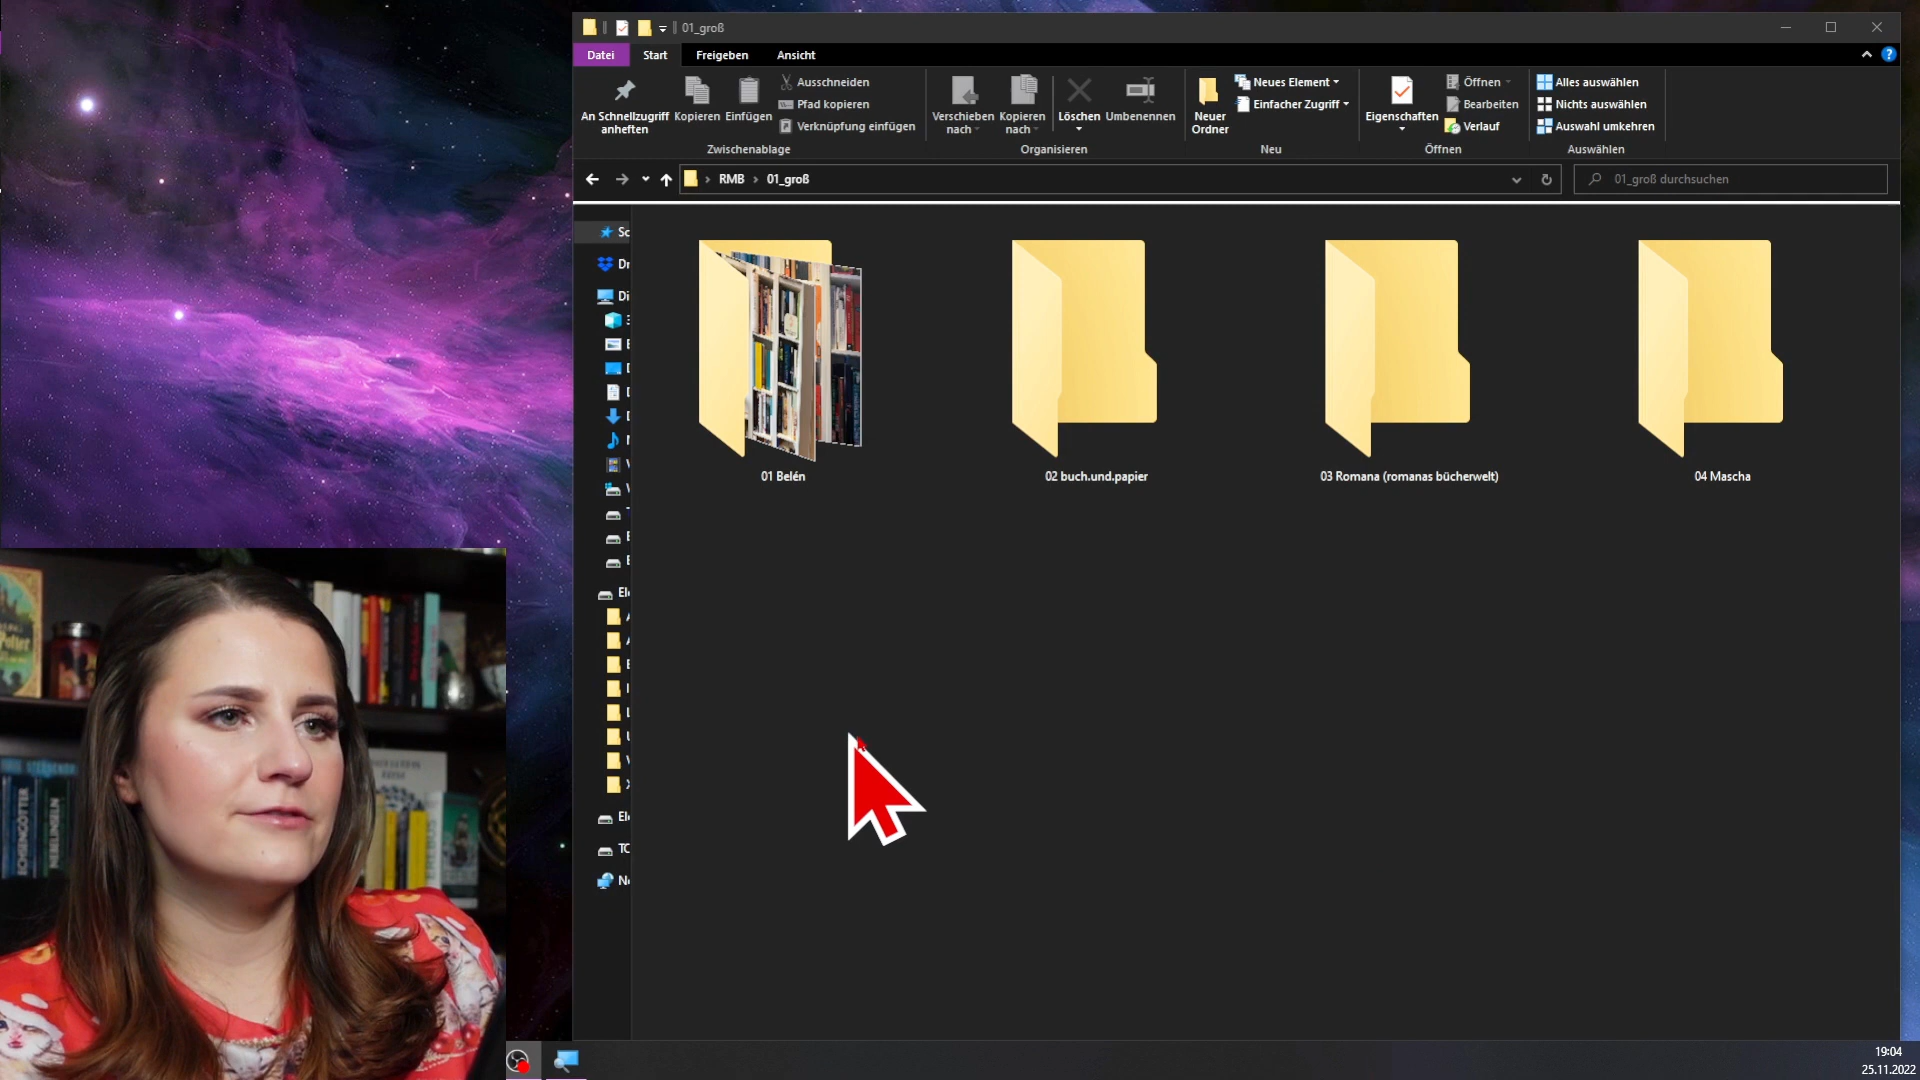 01_groß
Datei Start Freigeben Ansicht
An Schnellzugriff anheften
Kopieren
Einfügen
Ausschneiden
Pfad kopieren
Verknüpfung einfügen
Zwischenablage
Verschieben nach
Kopieren nach
Löschen
Umbenennen
Organisieren
Neuer Ordner
Neues Element
Einfacher Zugriff
Neu
Eigenschaften
Öffnen
Bearbeiten
Verlauf
Öffnen
Alles auswählen
Nichts auswählen
Auswahl umkehren
Auswählen
RMB › 01_groß
01_groß durchsuchen
01 Belén
02 buch.und.papier
03 Romana (romanas bücherwelt)
04 Mascha
ECHSENGÖTTER
NEBELINSELN
EREBOS
19:04
25.11.2022